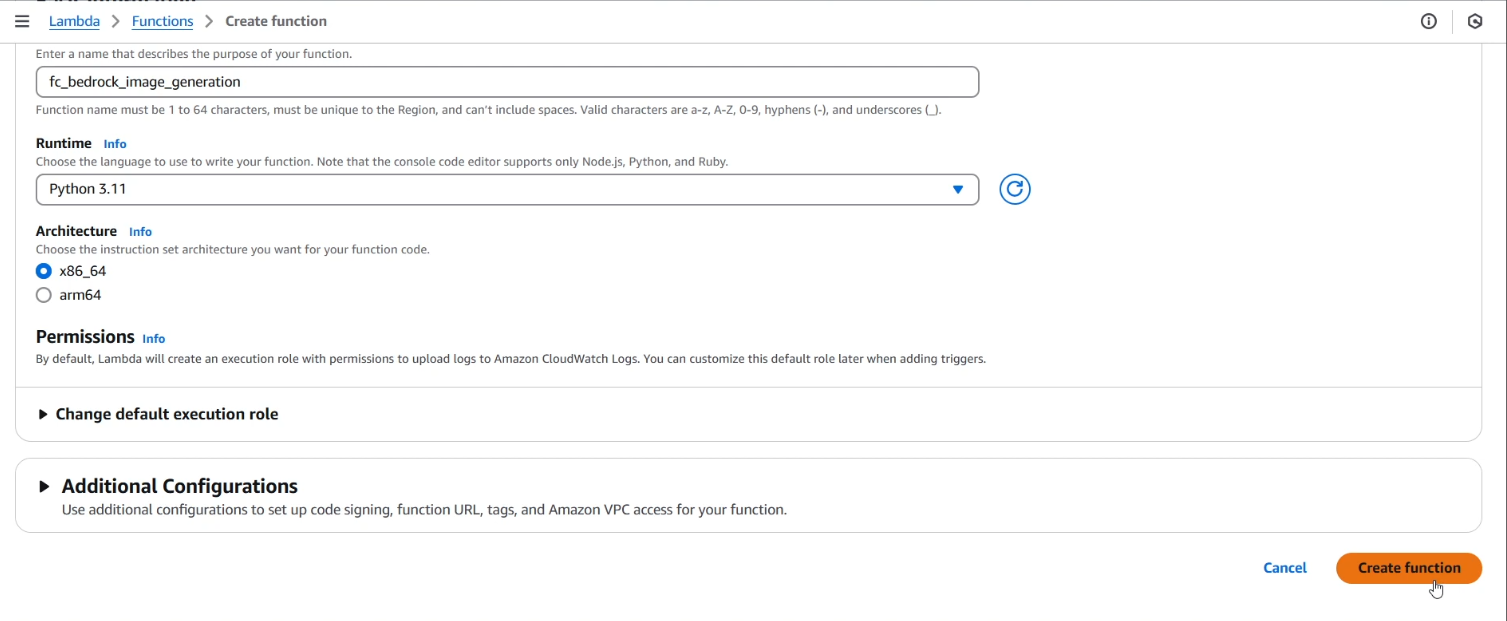 Lambda > Functions > Create function
Enter a name that describes the purpose of your function.
fc_bedrock_image_generation
Function name must be 1 to 64 characters, must be unique to the Region, and can't include spaces. Valid characters are a-z, A-Z, 0-9, hyphens (-), and underscores (_).
Runtime Info
Choose the language to use to write your function. Note that the console code editor supports only Node.js, Python, and Ruby.
Python 3.11
Architecture Info
Choose the instruction set architecture you want for your function code.
x86_64
arm64
Permissions Info
By default, Lambda will create an execution role with permissions to upload logs to Amazon CloudWatch Logs. You can customize this default role later when adding triggers.
Change default execution role
Additional Configurations
Use additional configurations to set up code signing, function URL, tags, and Amazon VPC access for your function.
Cancel Create function